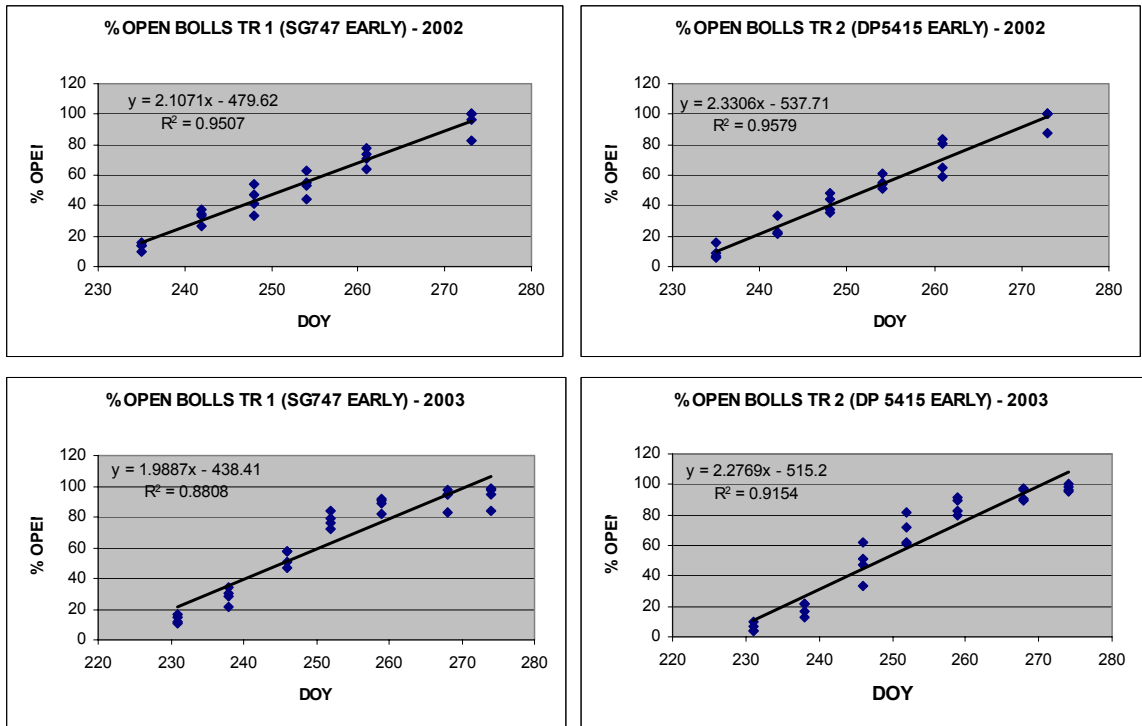 % OPEN BOLLS TR 1 (SG747 EARLY) - 2002
y = 2.1071x - 479.62
R² = 0.9507
120
100
80
60
40
20
0
% OPEI
230 240 250 260 270 280
DOY
% OPEN BOLLS TR 2 (DP5415 EARLY) - 2002
y = 2.3306x - 537.71
R² = 0.9579
120
100
80
60
40
20
0
% OPEI
230 240 250 260 270 280
DOY
% OPEN BOLLS TR 1 (SG747 EARLY) - 2003
y = 1.9887x - 438.41
R² = 0.8808
120
100
80
60
40
20
0
% OPEI
220 230 240 250 260 270 280
DOY
% OPEN BOLLS TR 2 (DP 5415 EARLY) - 2003
y = 2.2769x - 515.2
R² = 0.9154
120
100
80
60
40
20
0
% OPEI
220 230 240 250 260 270 280
DOY